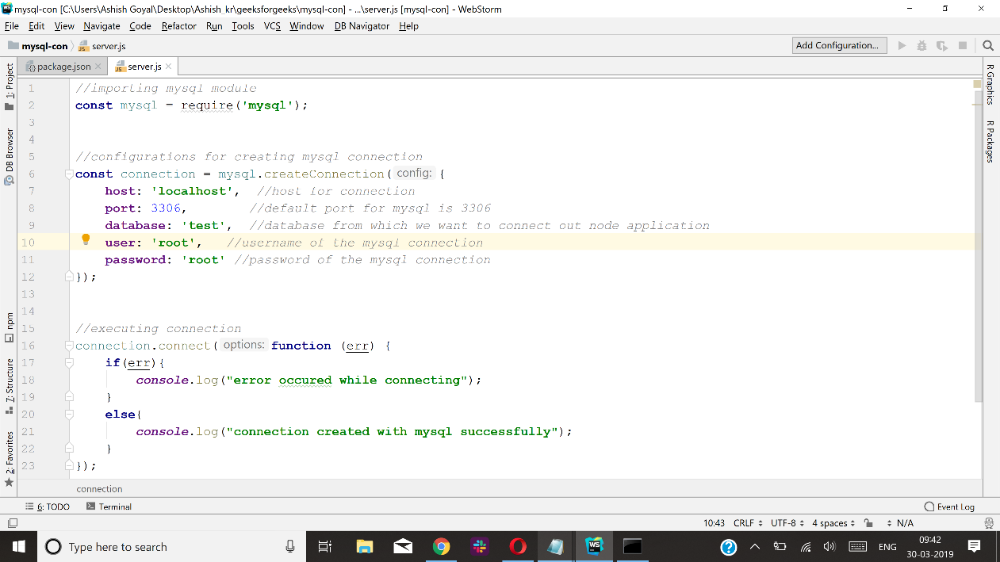 mysql-con [C:\Users\Ashish Goyal\Desktop\Ashish_kr\geeksforgeeks\mysql-con] - ...\server.js [mysql-con] - WebStorm
File Edit View Navigate Code Refactor Run Tools VCS Window DB Navigator Help
mysql-con server.js Add Configuration...
package.json server.js
1: Project
DB Browser
npm
7: Structure
2: Favorites
R Graphics
R Packages
1 //importing mysql module
2 const mysql = require('mysql');
3
4
5 //configurations for creating mysql connection
6 const connection = mysql.createConnection( config: {
7 host: 'localhost', //host for connection
8 port: 3306, //default port for mysql is 3306
9 database: 'test', //database from which we want to connect out node application
10 user: 'root', //username of the mysql connection
11 password: 'root' //password of the mysql connection
12 });
13
14
15 //executing connection
16 connection.connect( options: function (err) {
17 if(err){
18 console.log("error occured while connecting");
19 }
20 else{
21 console.log("connection created with mysql successfully");
22 }
23 });
connection
6: TODO Terminal Event Log
10:43 CRLF UTF-8 4 spaces N/A
Type here to search ENG 09:42
30-03-2019